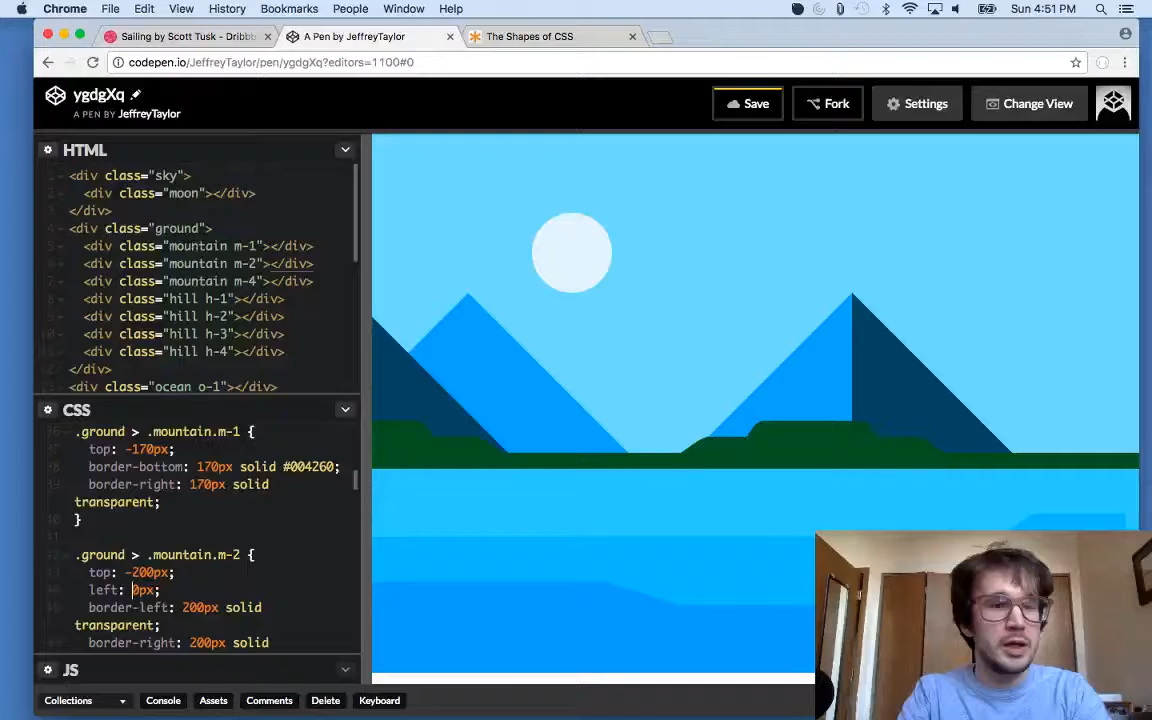 Chrome File Edit View History Bookmarks People Window Help Sun 4:51 PM
Sailing by Scott Tusk - Dribbb
A Pen by JeffreyTaylor
The Shapes of CSS
codepen.io/JeffreyTaylor/pen/ygdgXq?editors=1100#0
ygdgXq
A PEN BY JeffreyTaylor
Save Fork Settings Change View
HTML
<div class="sky">
<div class="moon"></div>
</div>
<div class="ground">
<div class="mountain m-1"></div>
<div class="mountain m-2"></div>
<div class="mountain m-4"></div>
<div class="hill h-1"></div>
<div class="hill h-2"></div>
<div class="hill h-3"></div>
<div class="hill h-4"></div>
</div>
<div class="ocean o-1"></div>
CSS
.ground > .mountain.m-1 {
top: -170px;
border-bottom: 170px solid #004260;
border-right: 170px solid
transparent;
}
.ground > .mountain.m-2 {
top: -200px;
left: 0px;
border-left: 200px solid
transparent;
border-right: 200px solid
JS
Collections Console Assets Comments Delete Keyboard